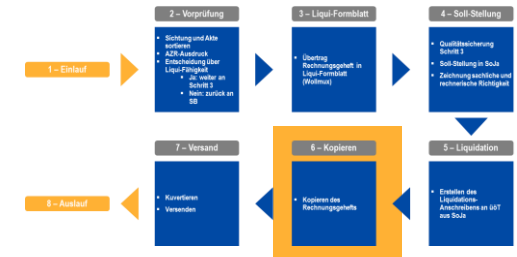 2 – Vorprüfung
3 – Liqui-Formblatt
4 – Soll-Stellung
1 – Einlauf
Sichtung und Akte
sortieren
AZR-Ausdruck
Entscheidung über
Liqui-Fähigkeit
Ja: weiter an
Schritt 3
Nein: zurück an
SB
Übertrag
Rechnungsgeheft in
Liqui-Formblatt
(Wollmux)
Qualitätssicherung
Schritt 3
Soll-Stellung in SoJa
Zeichnung sachliche und
rechnerische Richtigkeit
7 – Versand
6 – Kopieren
5 – Liquidation
8 – Auslauf
Kuvertieren
Versenden
Kopieren des
Rechnungsgehefts
Erstellen des
Liquidations-
Anschreibens an üöT
aus SoJa